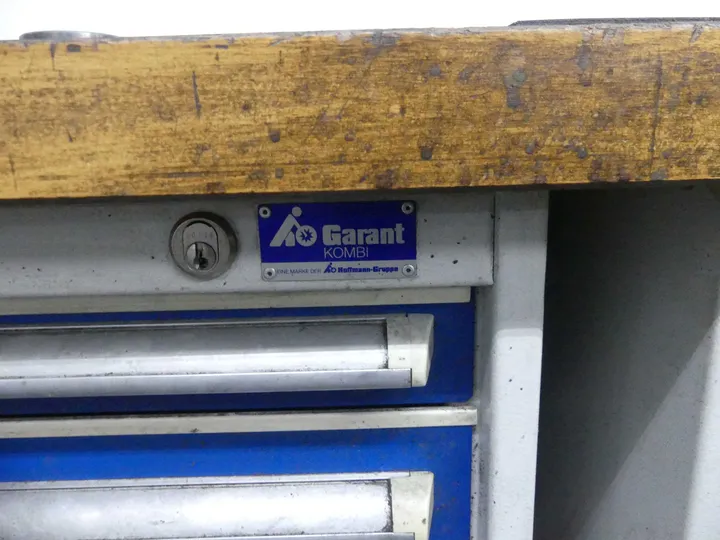 Garant
KOMBI
EINE MARKE DER Hoffmann-Gruppe